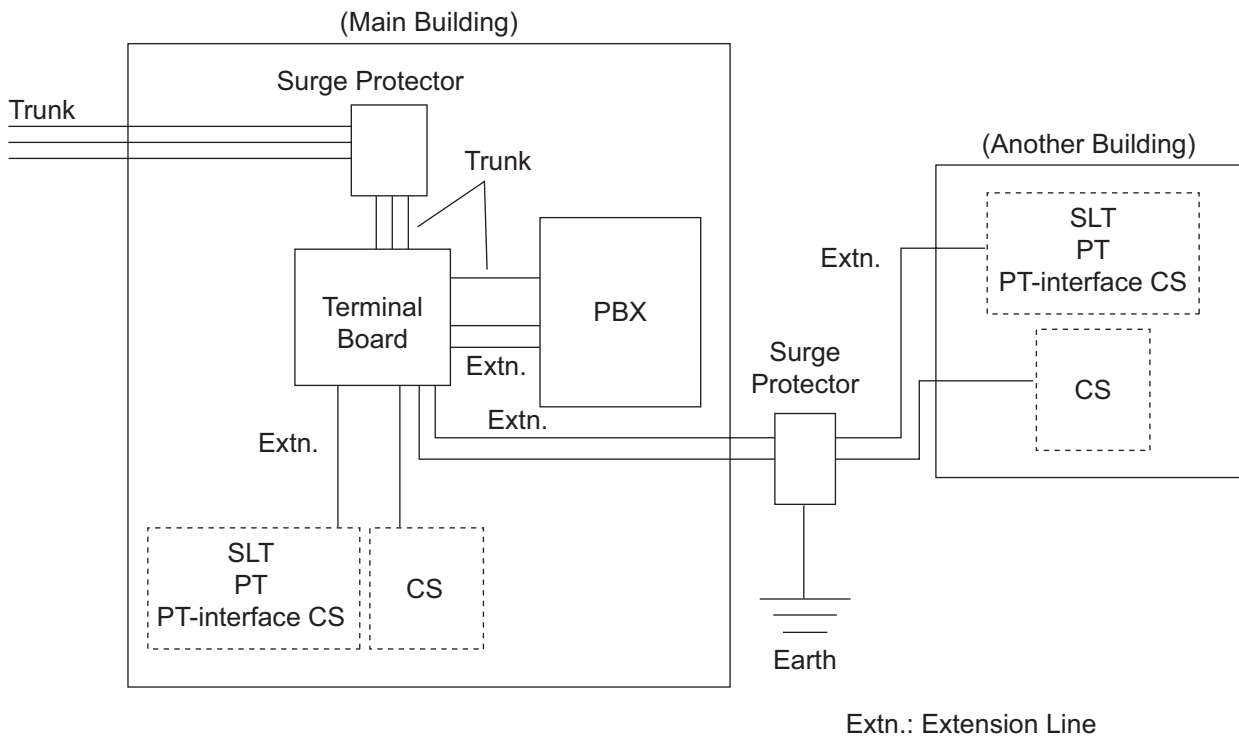 (Main Building)
Surge Protector
Trunk
Trunk
(Another Building)
SLT
PT
PT-interface CS
Extn.
Terminal
Board
PBX
Extn.
Surge
Protector
CS
Extn.
Extn.
SLT
PT
PT-interface CS
CS
Earth
Extn.: Extension Line